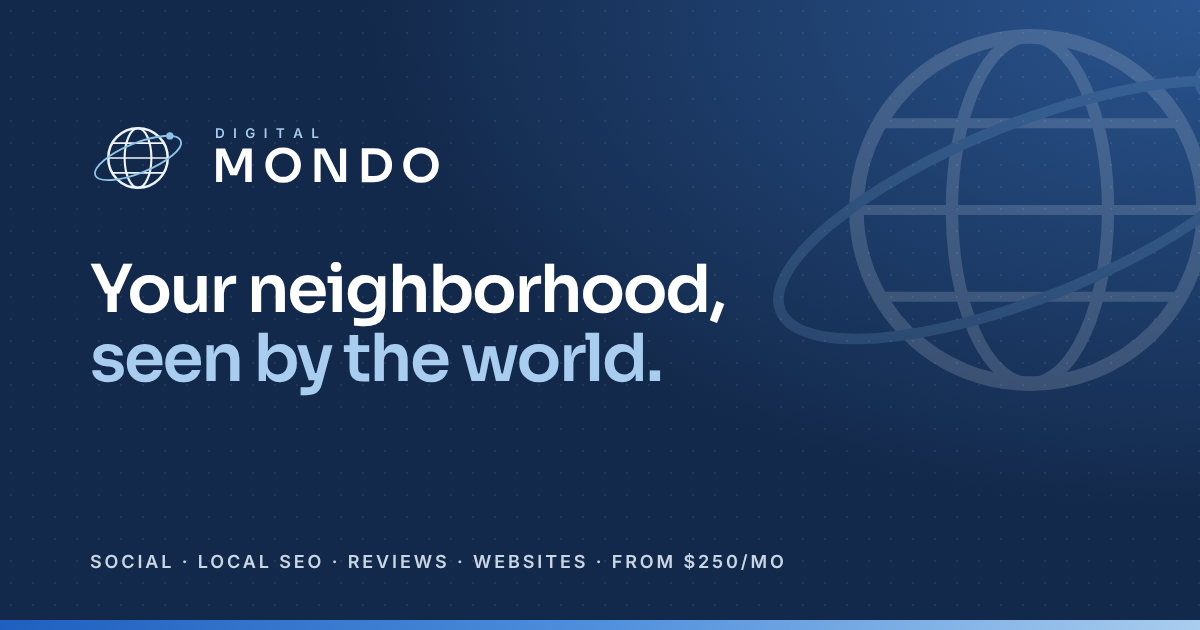 DIGITAL
MONDO
Your neighborhood,
seen by the world.
SOCIAL · LOCAL SEO · REVIEWS · WEBSITES · FROM $250/MO